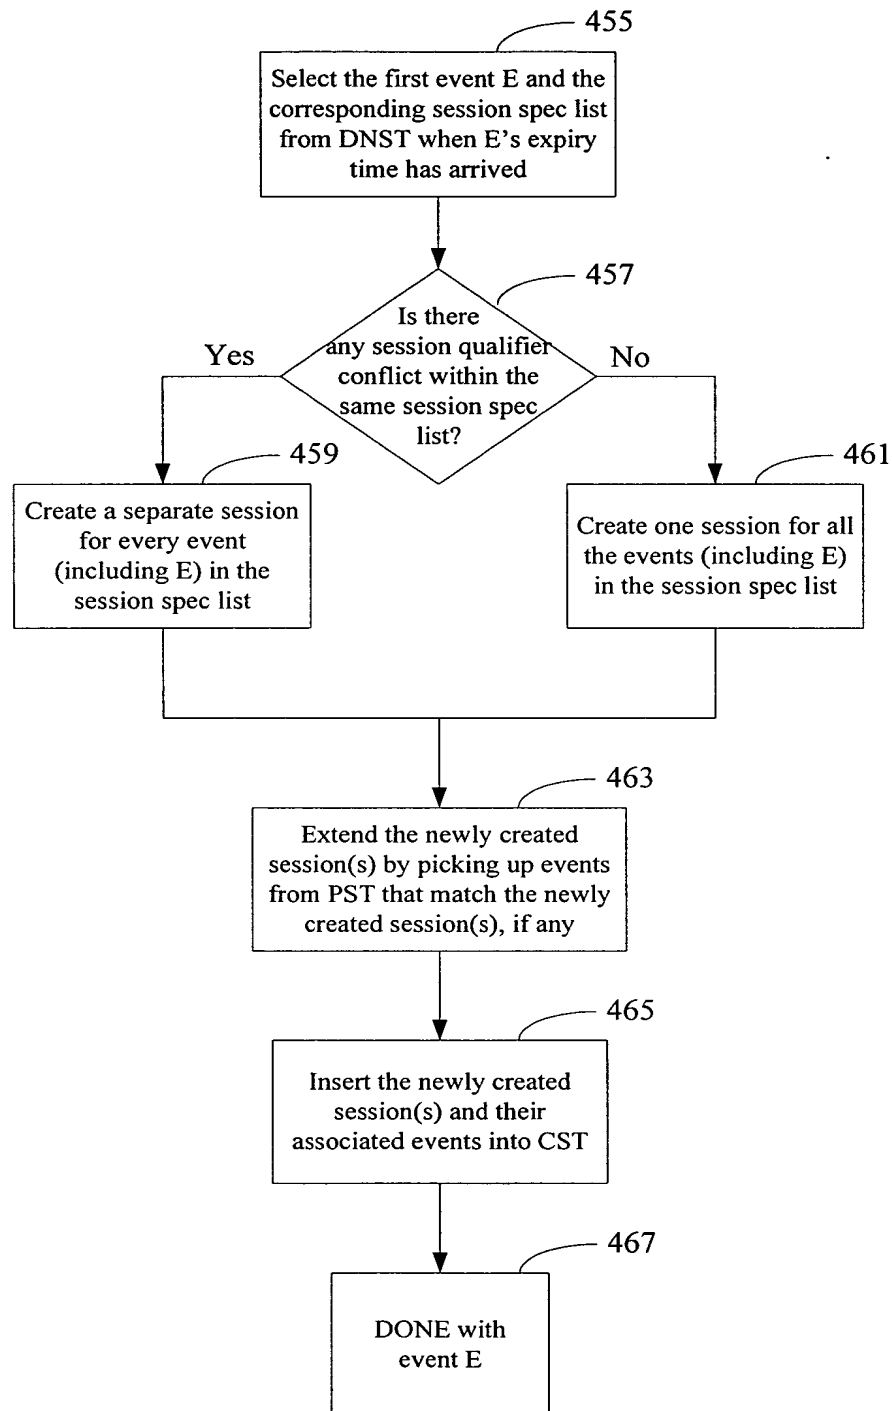 455
Select the first event E and the
corresponding session spec list
from DNST when E's expiry
time has arrived
457
Is there
any session qualifier
conflict within the
same session spec
list?
Yes
No
459
Create a separate session
for every event
(including E) in the
session spec list
461
Create one session for all
the events (including E)
in the session spec list
463
Extend the newly created
session(s) by picking up events
from PST that match the newly
created session(s), if any
465
Insert the newly created
session(s) and their
associated events into CST
467
DONE with
event E